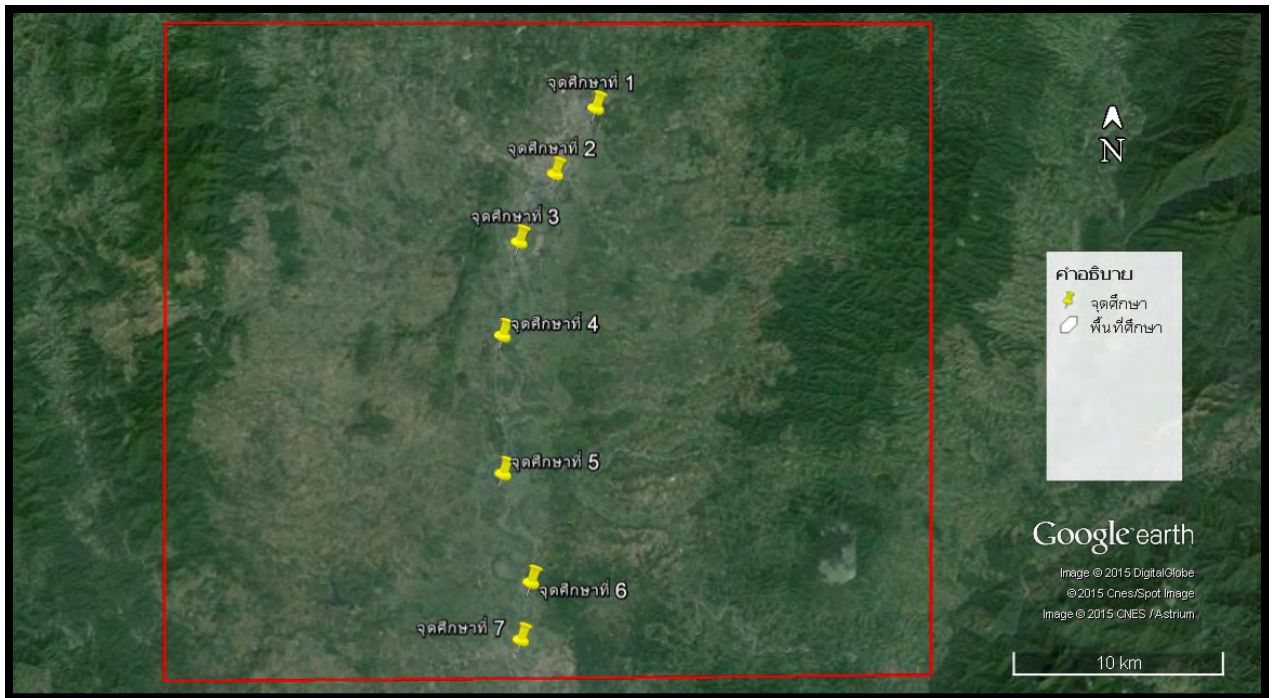 จุดศึกษาที่ 1
จุดศึกษาที่ 2
จุดศึกษาที่ 3
จุดศึกษาที่ 4
จุดศึกษาที่ 5
จุดศึกษาที่ 6
จุดศึกษาที่ 7
N
คำอธิบาย
จุดศึกษา
พื้นที่ศึกษา
Google earth
Image © 2015 DigitalGlobe
© 2015 Cnes/Spot Image
Image © 2015 CNES / Astrium
10 km